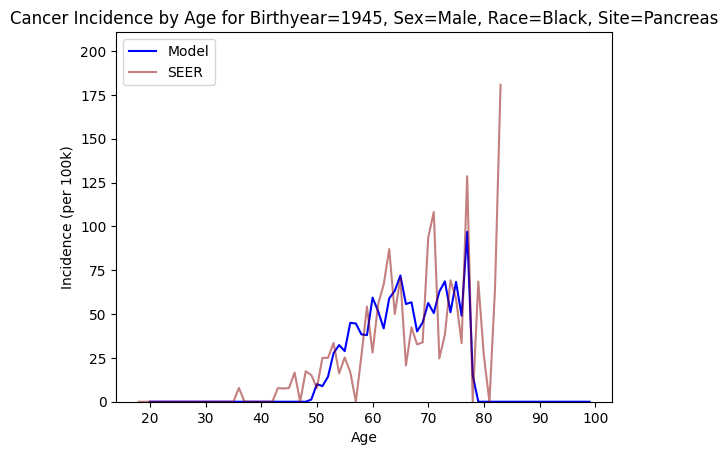 Cancer Incidence by Age for Birthyear=1945, Sex=Male, Race=Black, Site=Pancreas
Model
SEER
Incidence (per 100k)
200
175
150
125
100
75
50
25
0
20 30 40 50 60 70 80 90 100
Age